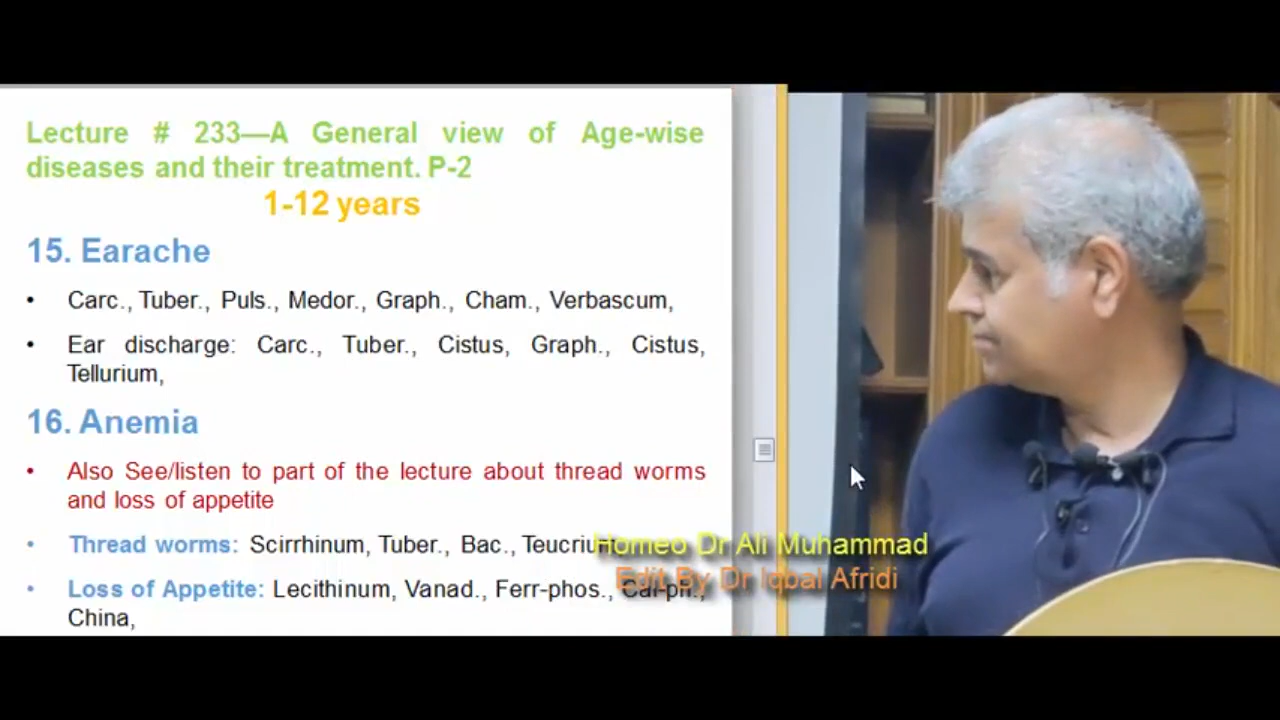 Lecture # 233—A General view of Age-wise
diseases and their treatment. P-2
1-12 years
15. Earache
• Carc., Tuber., Puls., Medor., Graph., Cham., Verbascum,
• Ear discharge: Carc., Tuber., Cistus, Graph., Cistus,
Tellurium,
16. Anemia
• Also See/listen to part of the lecture about thread worms
and loss of appetite
• Thread worms: Scirrhinum, Tuber., Bac.,
Homeo Dr Ali Muhammad
Edit By Dr Iqbal Afridi
• Loss of Appetite: Lecithinum, Vanad., Ferr-phos.,
China,